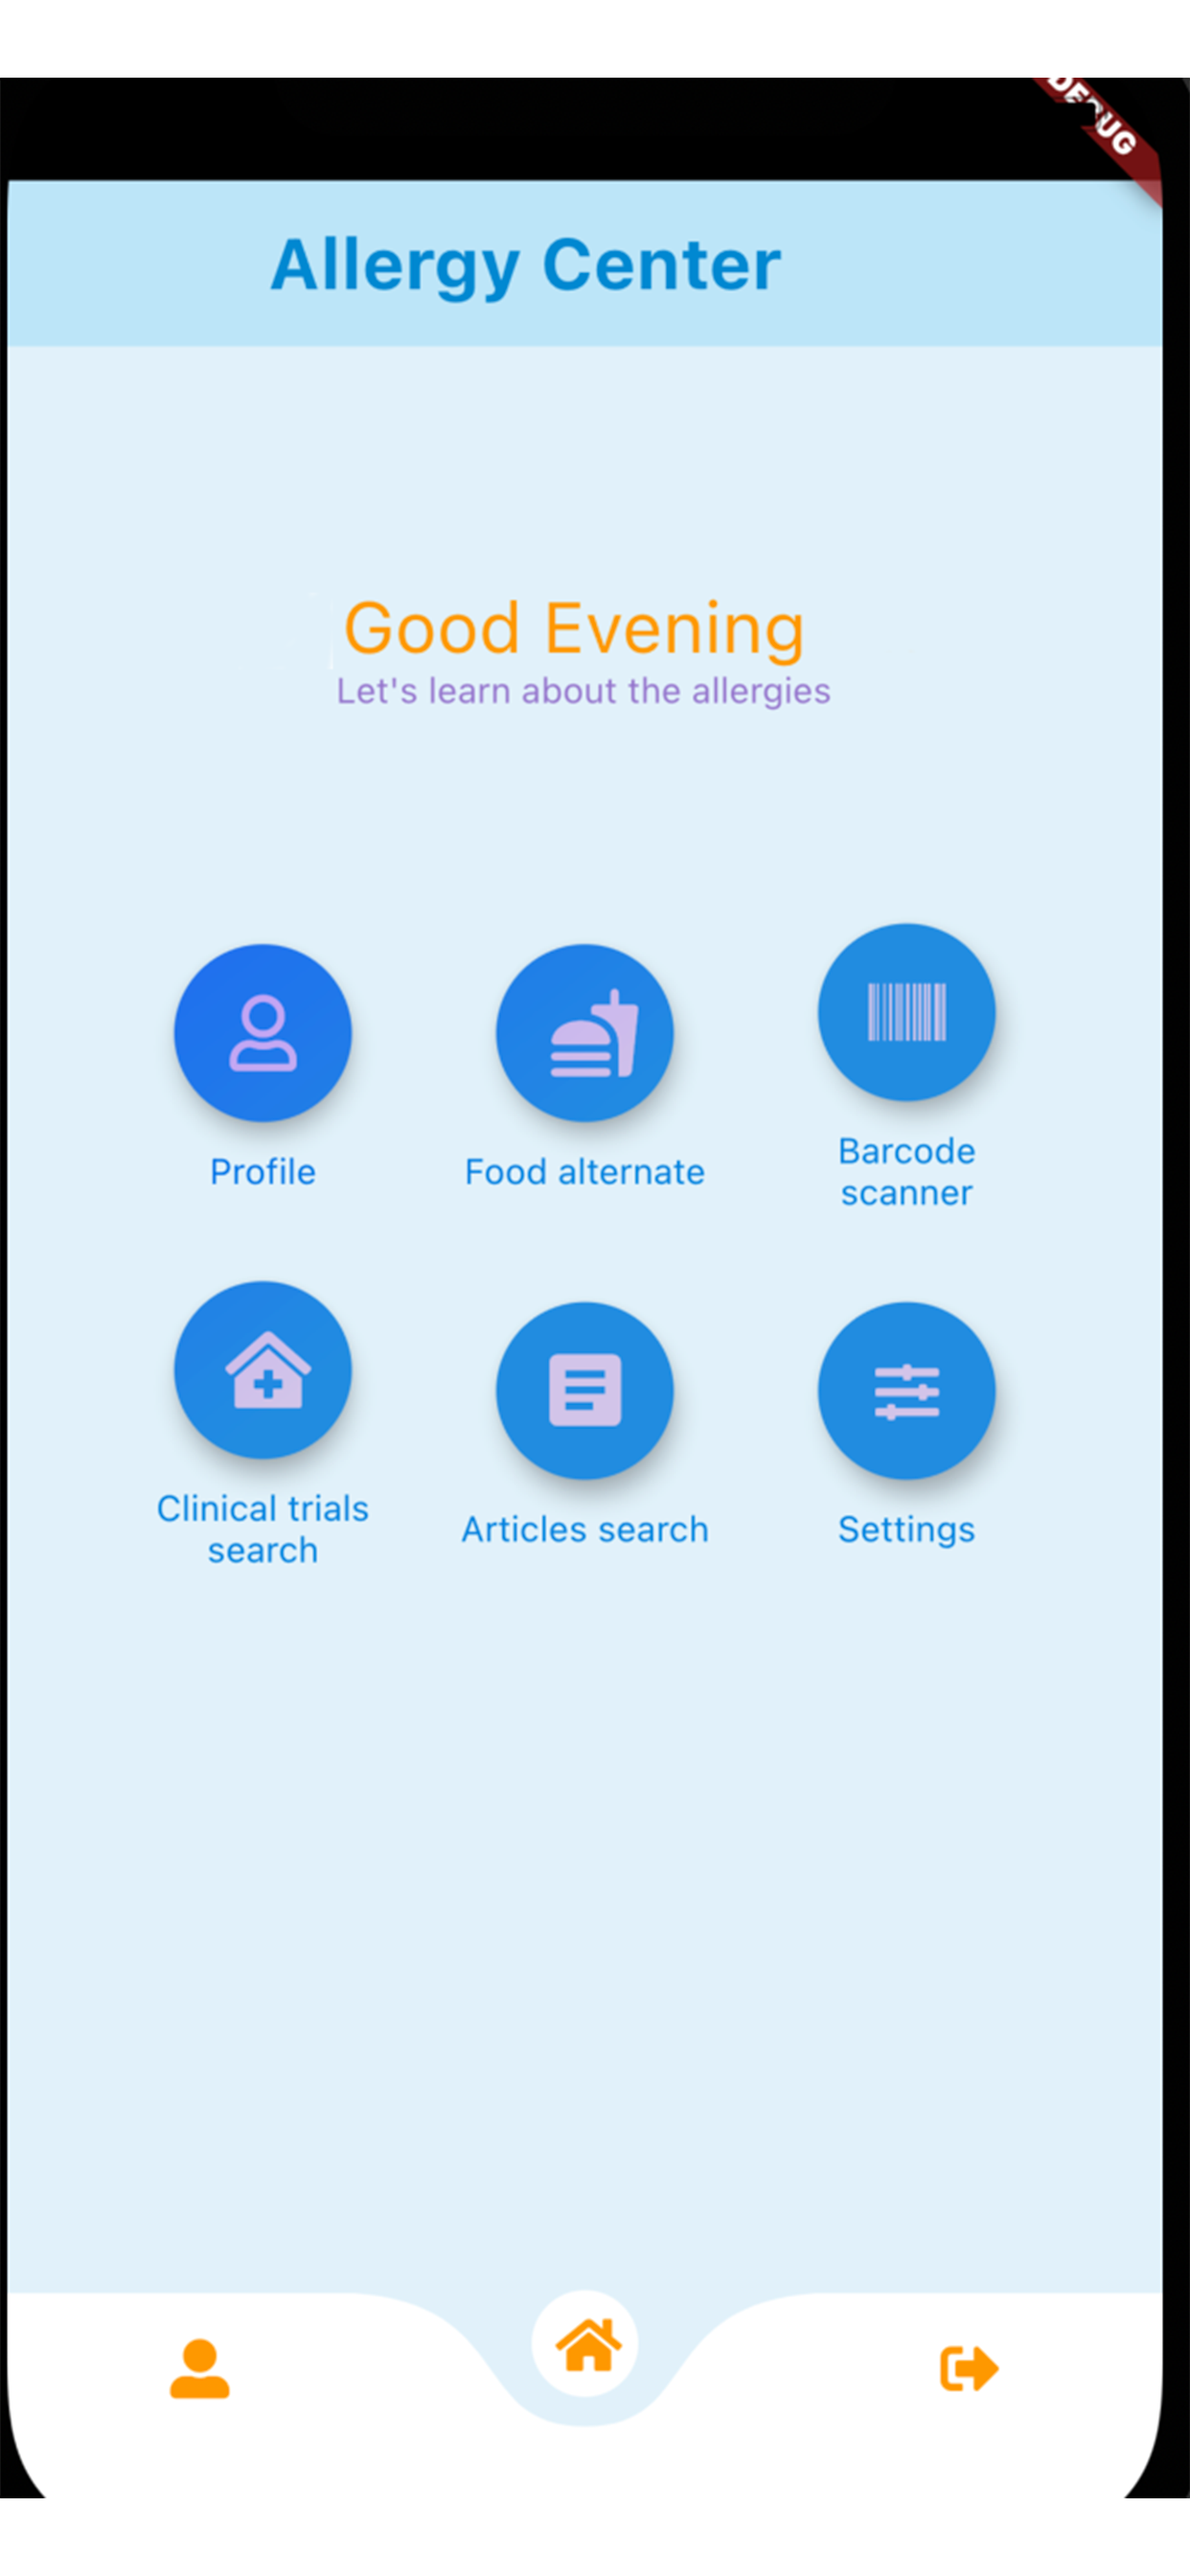 DEBUG
Allergy Center
Good Evening
Let's learn about the allergies
Profile
Food alternate
Barcode
scanner
Clinical trials
search
Articles search
Settings